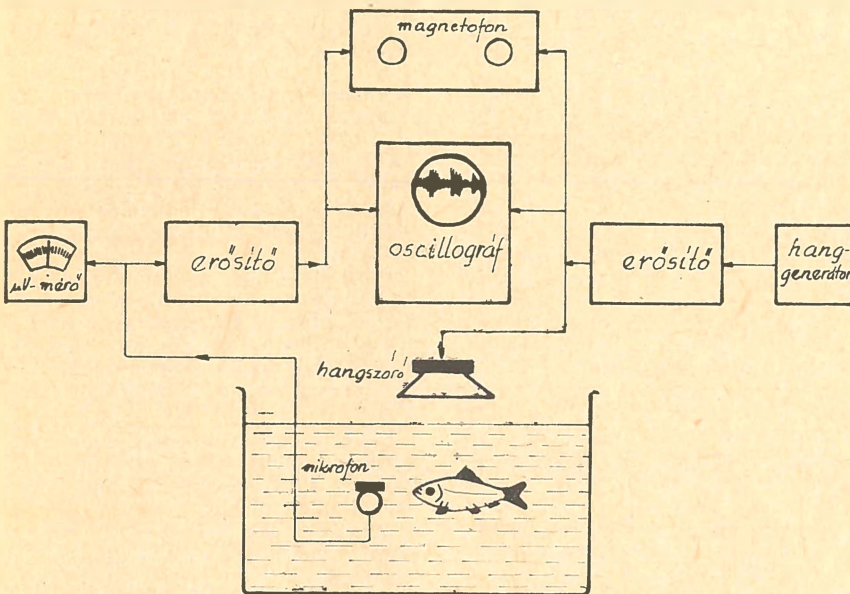 magnetofon
oscillográf
erősítő
μV-mérő
erősítő
hang-
generátor
hangszóró
mikrofon